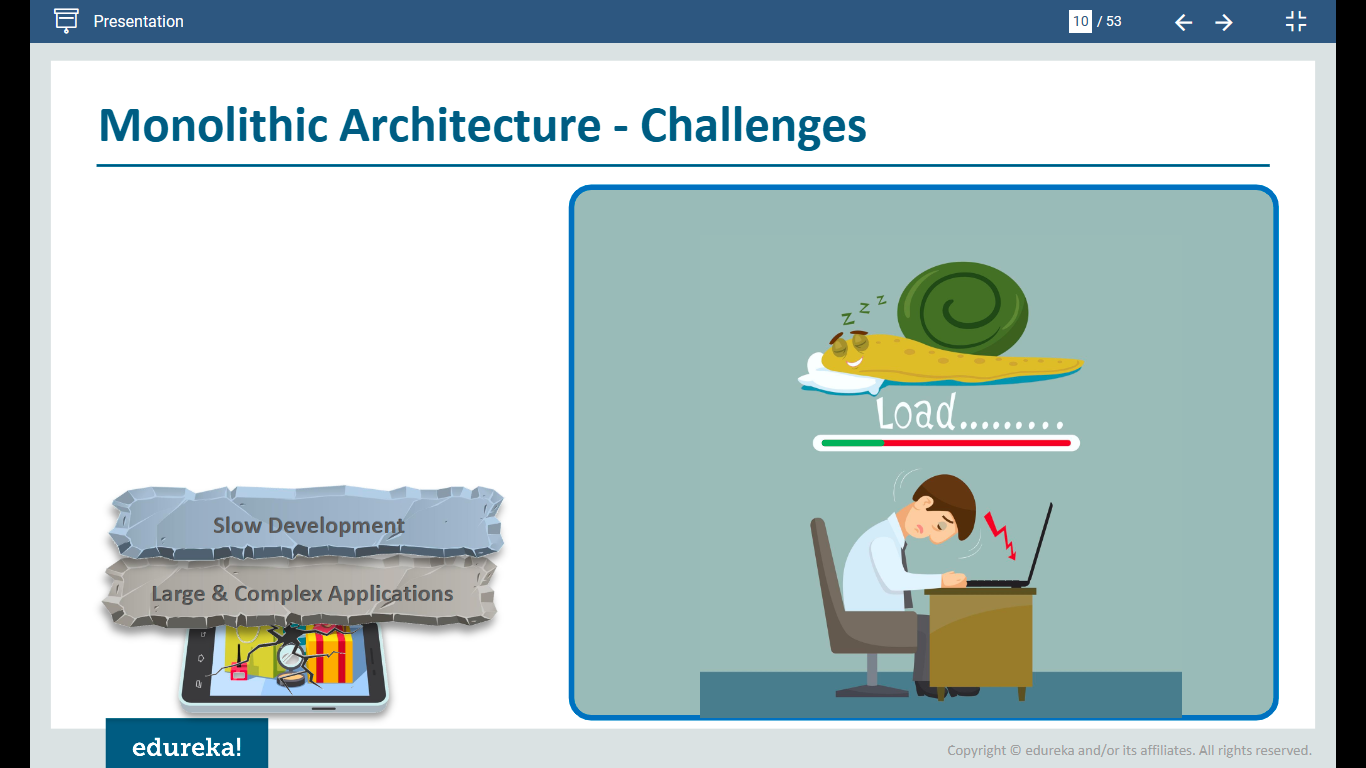 Presentation
10 / 53
Monolithic Architecture - Challenges
z z z
Load.........
Slow Development
Large & Complex Applications
edureka!
Copyright © edureka and/or its affiliates. All rights reserved.